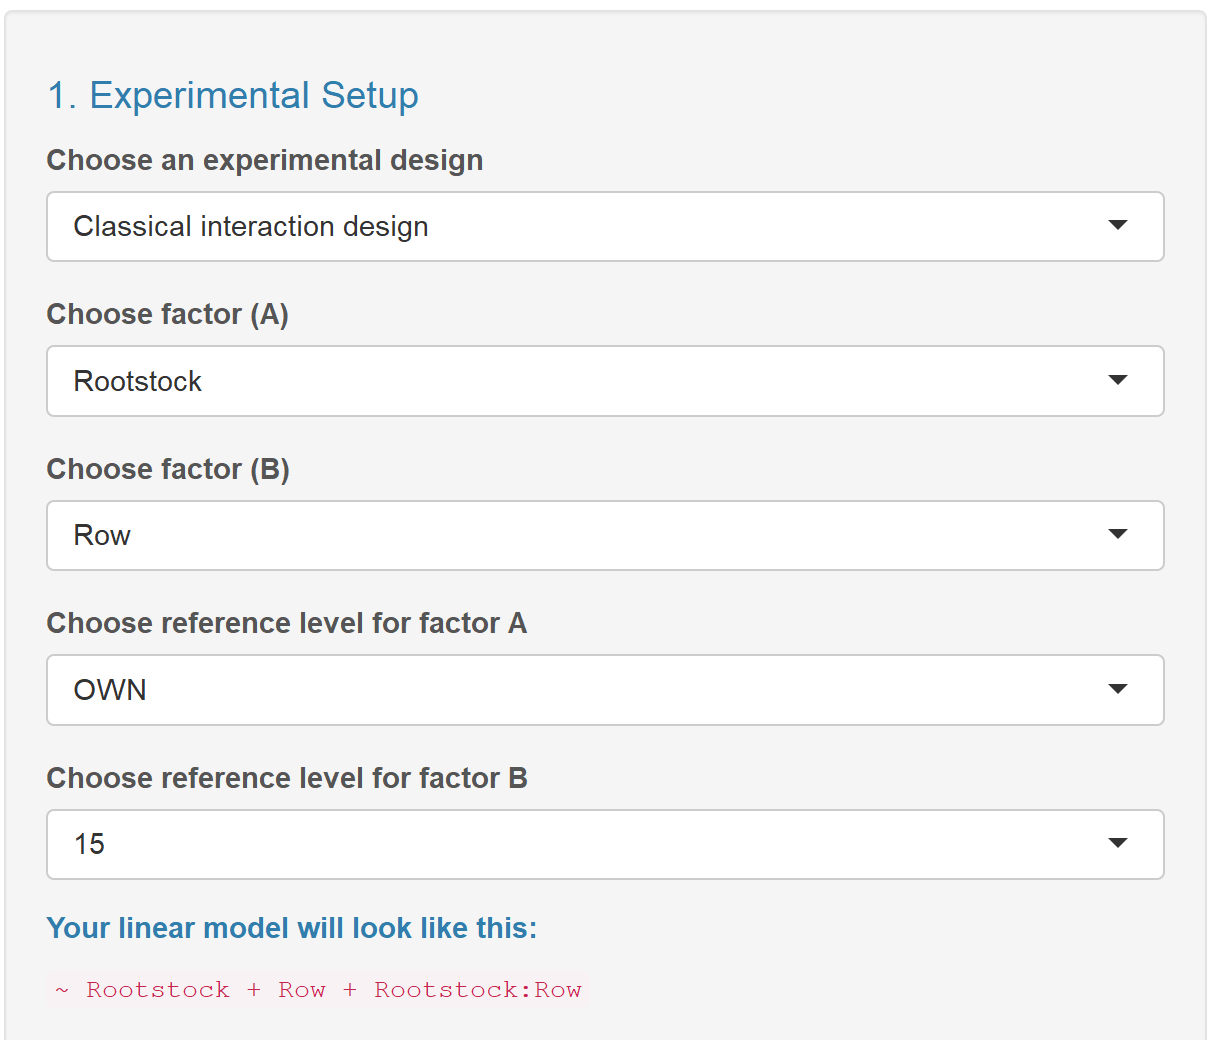 1. Experimental Setup
Choose an experimental design
Classical interaction design
Choose factor (A)
Rootstock
Choose factor (B)
Row
Choose reference level for factor A
OWN
Choose reference level for factor B
15
Your linear model will look like this:
~ Rootstock + Row + Rootstock:Row